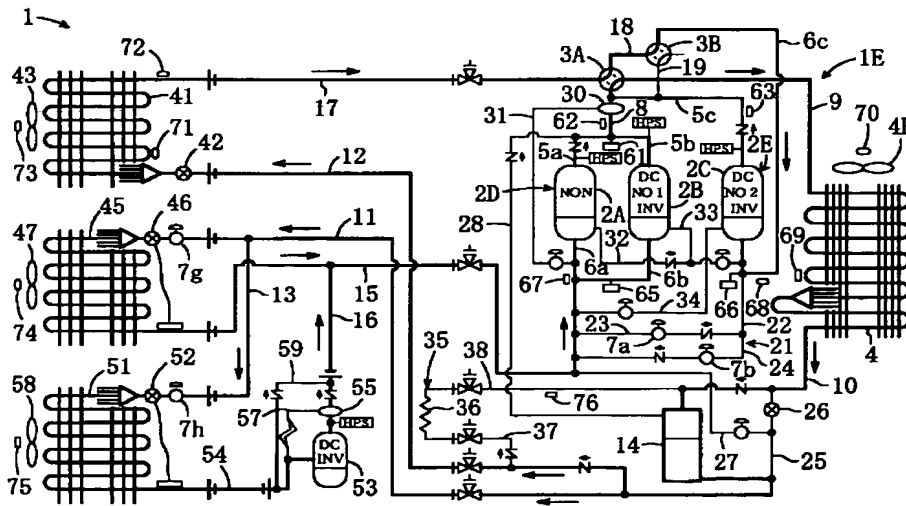 1
72
43
41
71
42
73
17
12
18
3A
3B
6c
1E
19
63
31
30
8
62
HPS
5c
9
70
4F
61
5a
HPS
5b
HPS
2E
2C
2D
NON
2A
DC
NO 1
INV
2B
DC
NO 2
INV
45
46
11
47
7g
74
13
15
16
28
32
33
6a
6b
67
65
66
68
69
34
23
7a
22
21
24
7b
4
10
51
52
58
7h
75
59
57
55
HPS
DC
INV
53
54
35
36
38
76
37
14
26
27
25